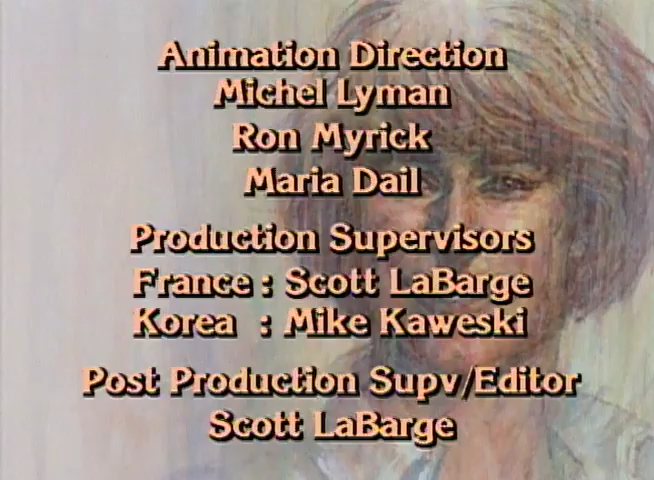 Animation Direction
Michel Lyman
Ron Myrick
Maria Dail
Production Supervisors
France : Scott LaBarge
Korea : Mike Kaweski
Post Production Supv/Editor
Scott LaBarge